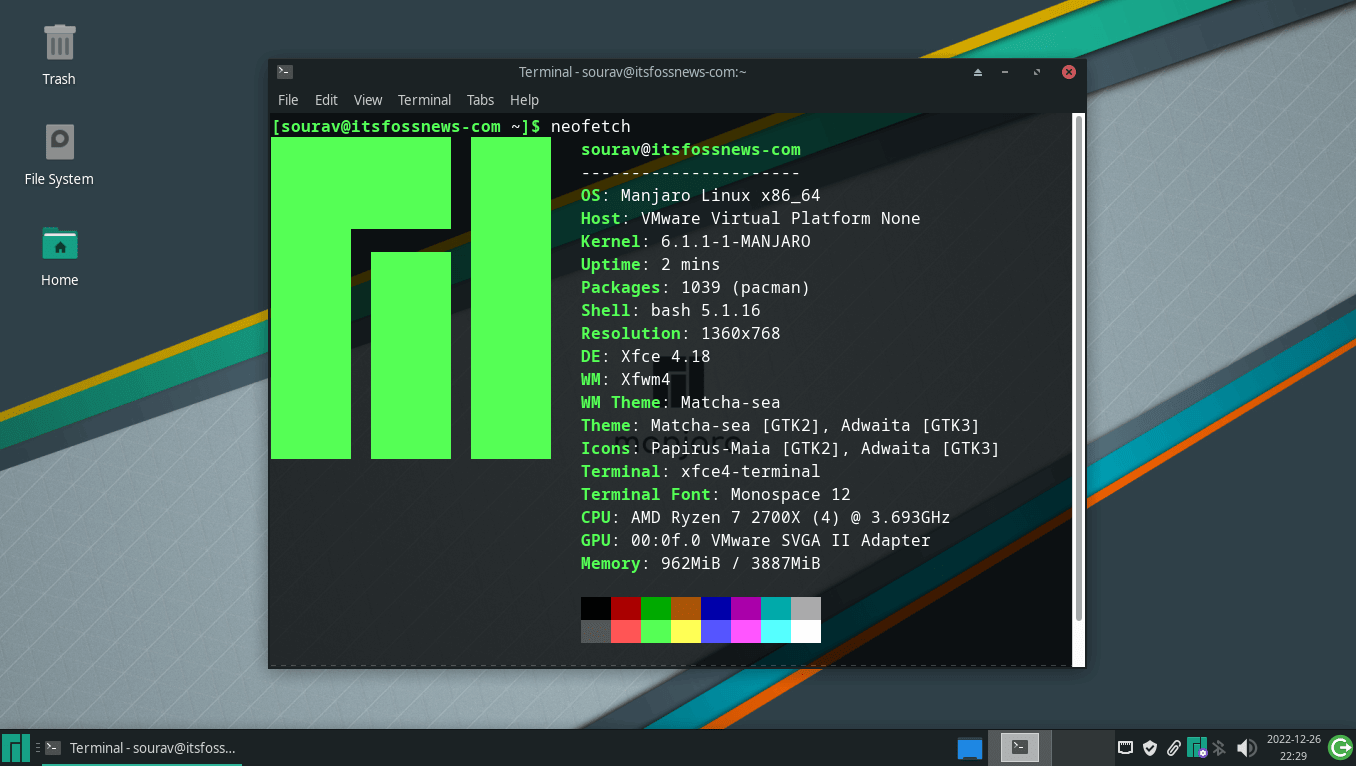 Trash
File System
Home
Terminal - sourav@itsfossnews-com:~
File Edit View Terminal Tabs Help
[sourav@itsfossnews-com ~]$ neofetch
sourav@itsfossnews-com
----------------------
OS: Manjaro Linux x86_64
Host: VMware Virtual Platform None
Kernel: 6.1.1-1-MANJARO
Uptime: 2 mins
Packages: 1039 (pacman)
Shell: bash 5.1.16
Resolution: 1360x768
DE: Xfce 4.18
WM: Xfwm4
WM Theme: Matcha-sea
Theme: Matcha-sea [GTK2], Adwaita [GTK3]
manjaro
Icons: Papirus-Maia [GTK2], Adwaita [GTK3]
Terminal: xfce4-terminal
Terminal Font: Monospace 12
CPU: AMD Ryzen 7 2700X (4) @ 3.693GHz
GPU: 00:0f.0 VMware SVGA II Adapter
Memory: 962MiB / 3887MiB
Terminal - sourav@itsfoss...
2022-12-26
22:29